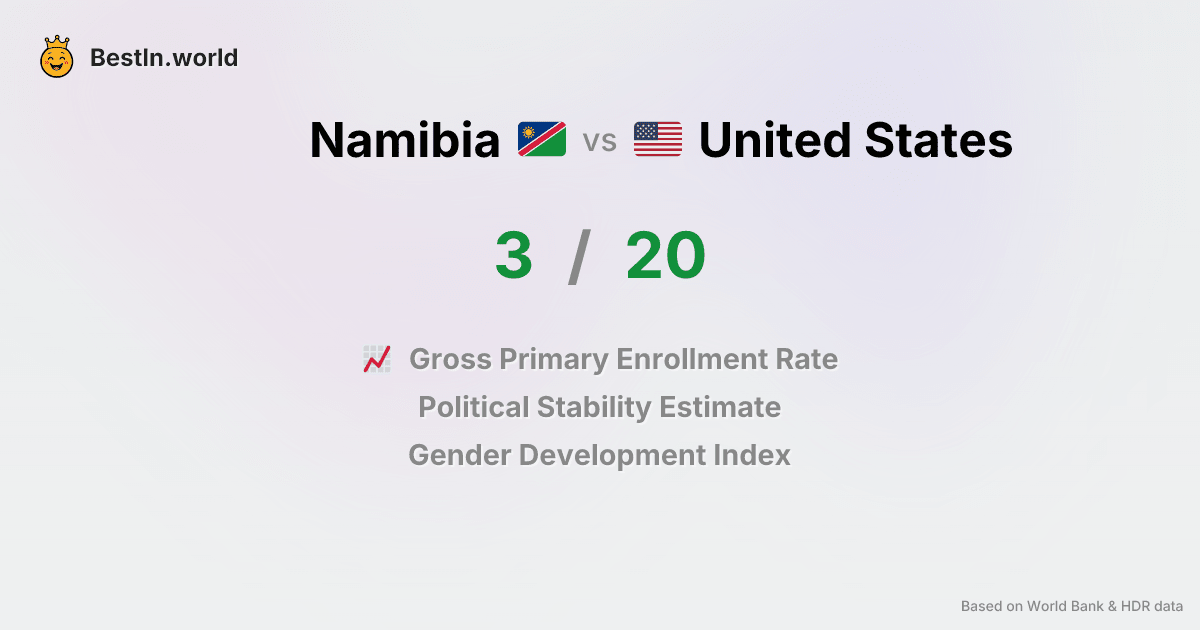 BestIn.world
Namibia vs United States
3 / 20
Gross Primary Enrollment Rate
Political Stability Estimate
Gender Development Index
Based on World Bank & HDR data